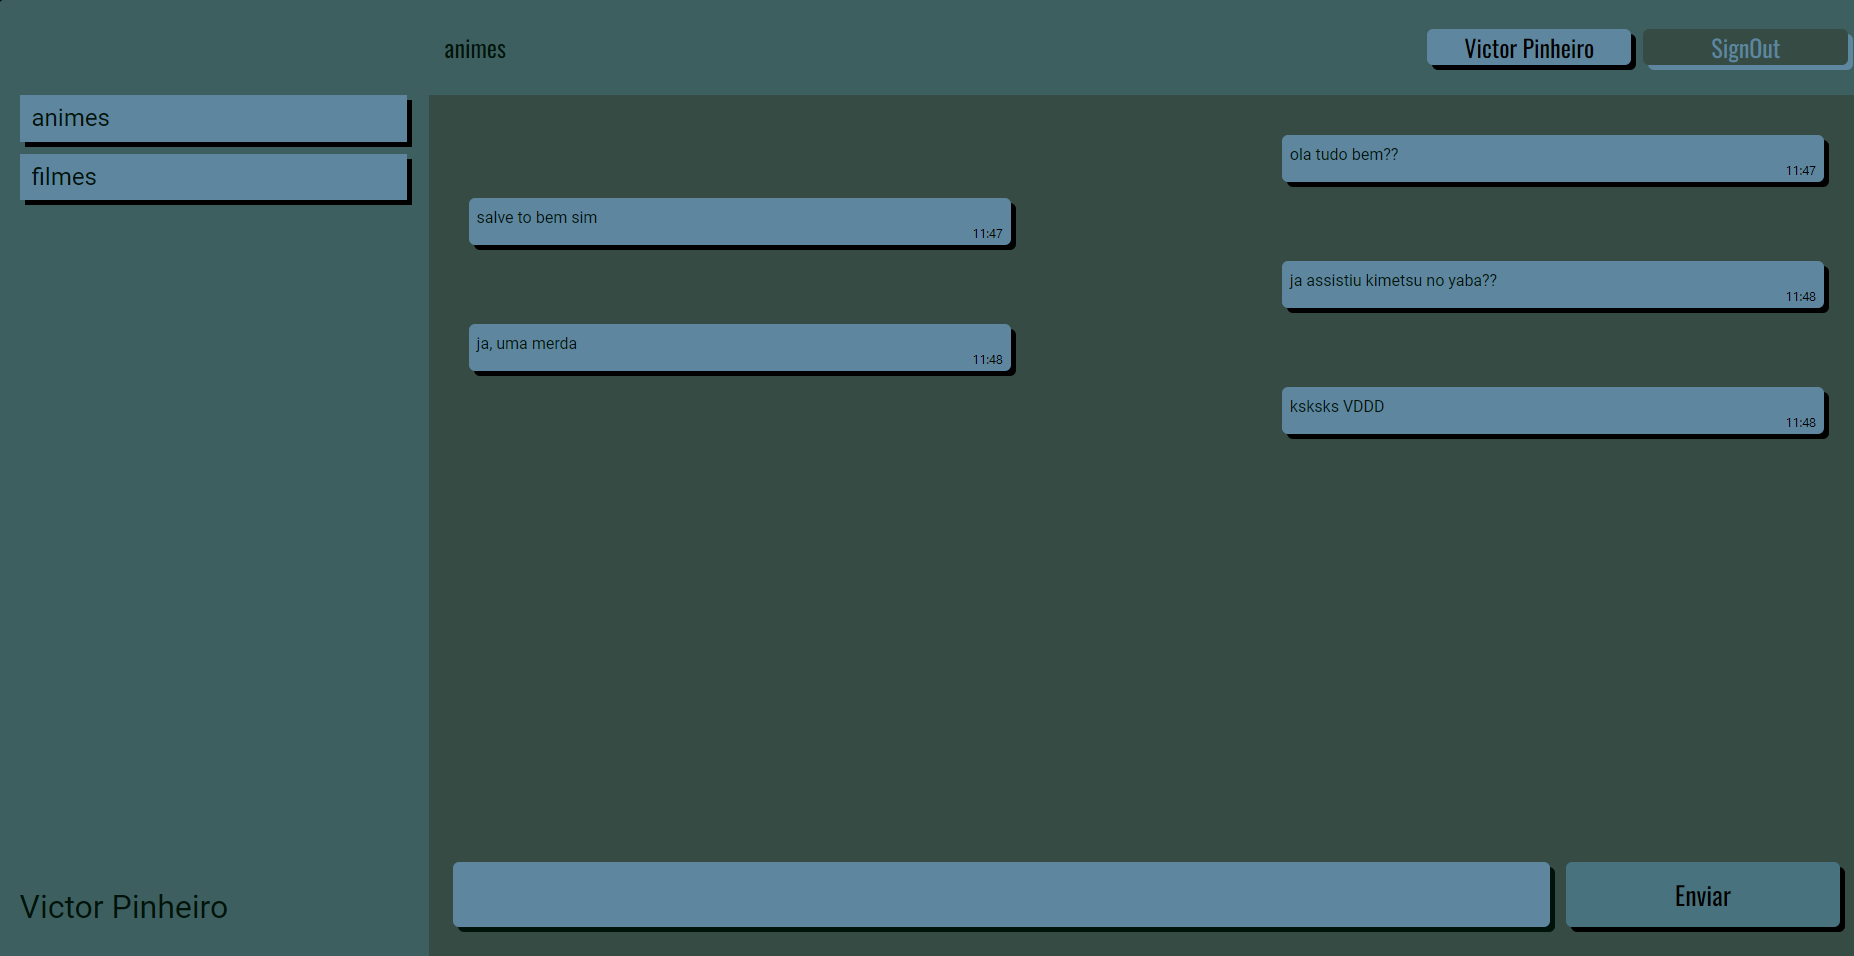 animes
Victor Pinheiro
SignOut
animes
filmes
ola tudo bem??
11:47
salve to bem sim
11:47
ja assistiu kimetsu no yaba??
11:48
ja, uma merda
11:48
ksksks VDDD
11:48
Victor Pinheiro
Enviar